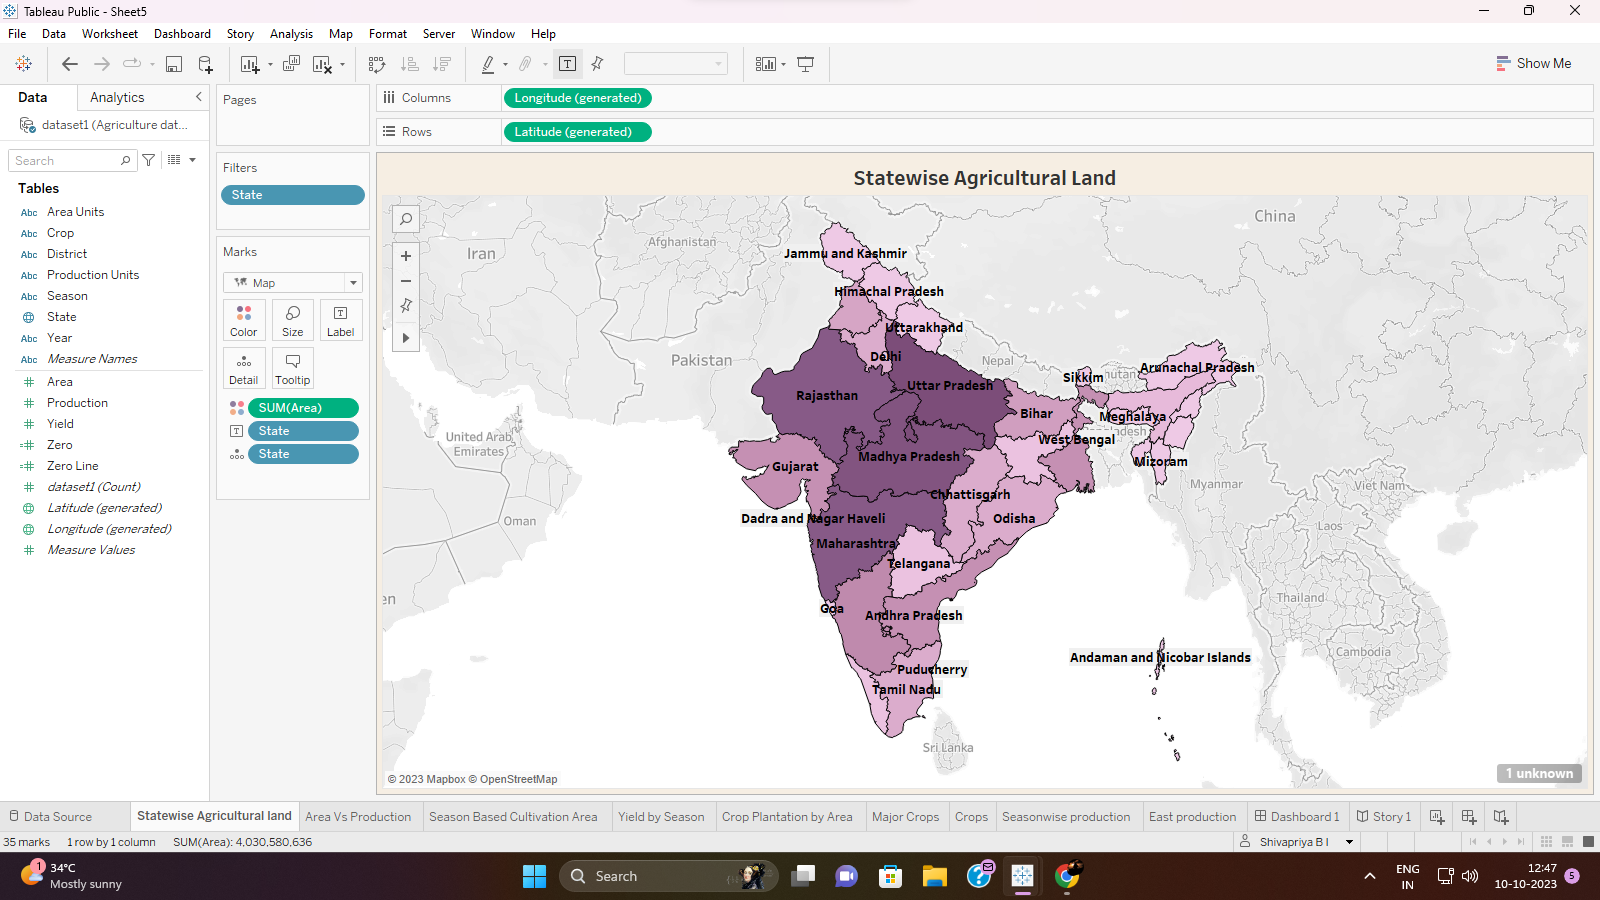 Tableau Public - Sheet5
File Data Worksheet Dashboard Story Analysis Map Format Server Window Help
Show Me
Data Analytics
dataset1 (Agriculture dat...
Search
Tables
Abc Area Units
Abc Crop
Abc District
Abc Production Units
Abc Season
State
Abc Year
Abc Measure Names
Area
Production
Yield
Zero
Zero Line
dataset1 (Count)
Latitude (generated)
Longitude (generated)
Measure Values
Pages
Filters
State
Marks
Map
Color Size Label
Detail Tooltip
SUM(Area)
State
State
Columns Longitude (generated)
Rows Latitude (generated)
Statewise Agricultural Land
China
Afghanistan
Iran
Jammu and Kashmir
Himachal Pradesh
Uttarakhand
Pakistan
Delhi
Nepal
Arunachal Pradesh
Sikkim
Uttar Pradesh
Rajasthan
Bihar
Meghalaya
United Arab
Emirates
West Bengal
Madhya Pradesh
Gujarat
Mizoram
Myanmar
Viet Nam
Chhattisgarh
Oman
Dadra and Nagar Haveli
Odisha
Laos
Maharashtra
Telangana
Thailand
Goa
Andhra Pradesh
Cambodia
Andaman and Nicobar Islands
Puducherry
Tamil Nadu
Sri Lanka
© 2023 Mapbox © OpenStreetMap
1 unknown
Data Source Statewise Agricultural land Area Vs Production Season Based Cultivation Area Yield by Season Crop Plantation by Area Major Crops Crops Seasonwise production East production Dashboard 1 Story 1
35 marks 1 row by 1 column SUM(Area): 4,030,580,636 Shivapriya B I
1
34°C
Mostly sunny
Search
ENG
IN
12:47
10-10-2023
5